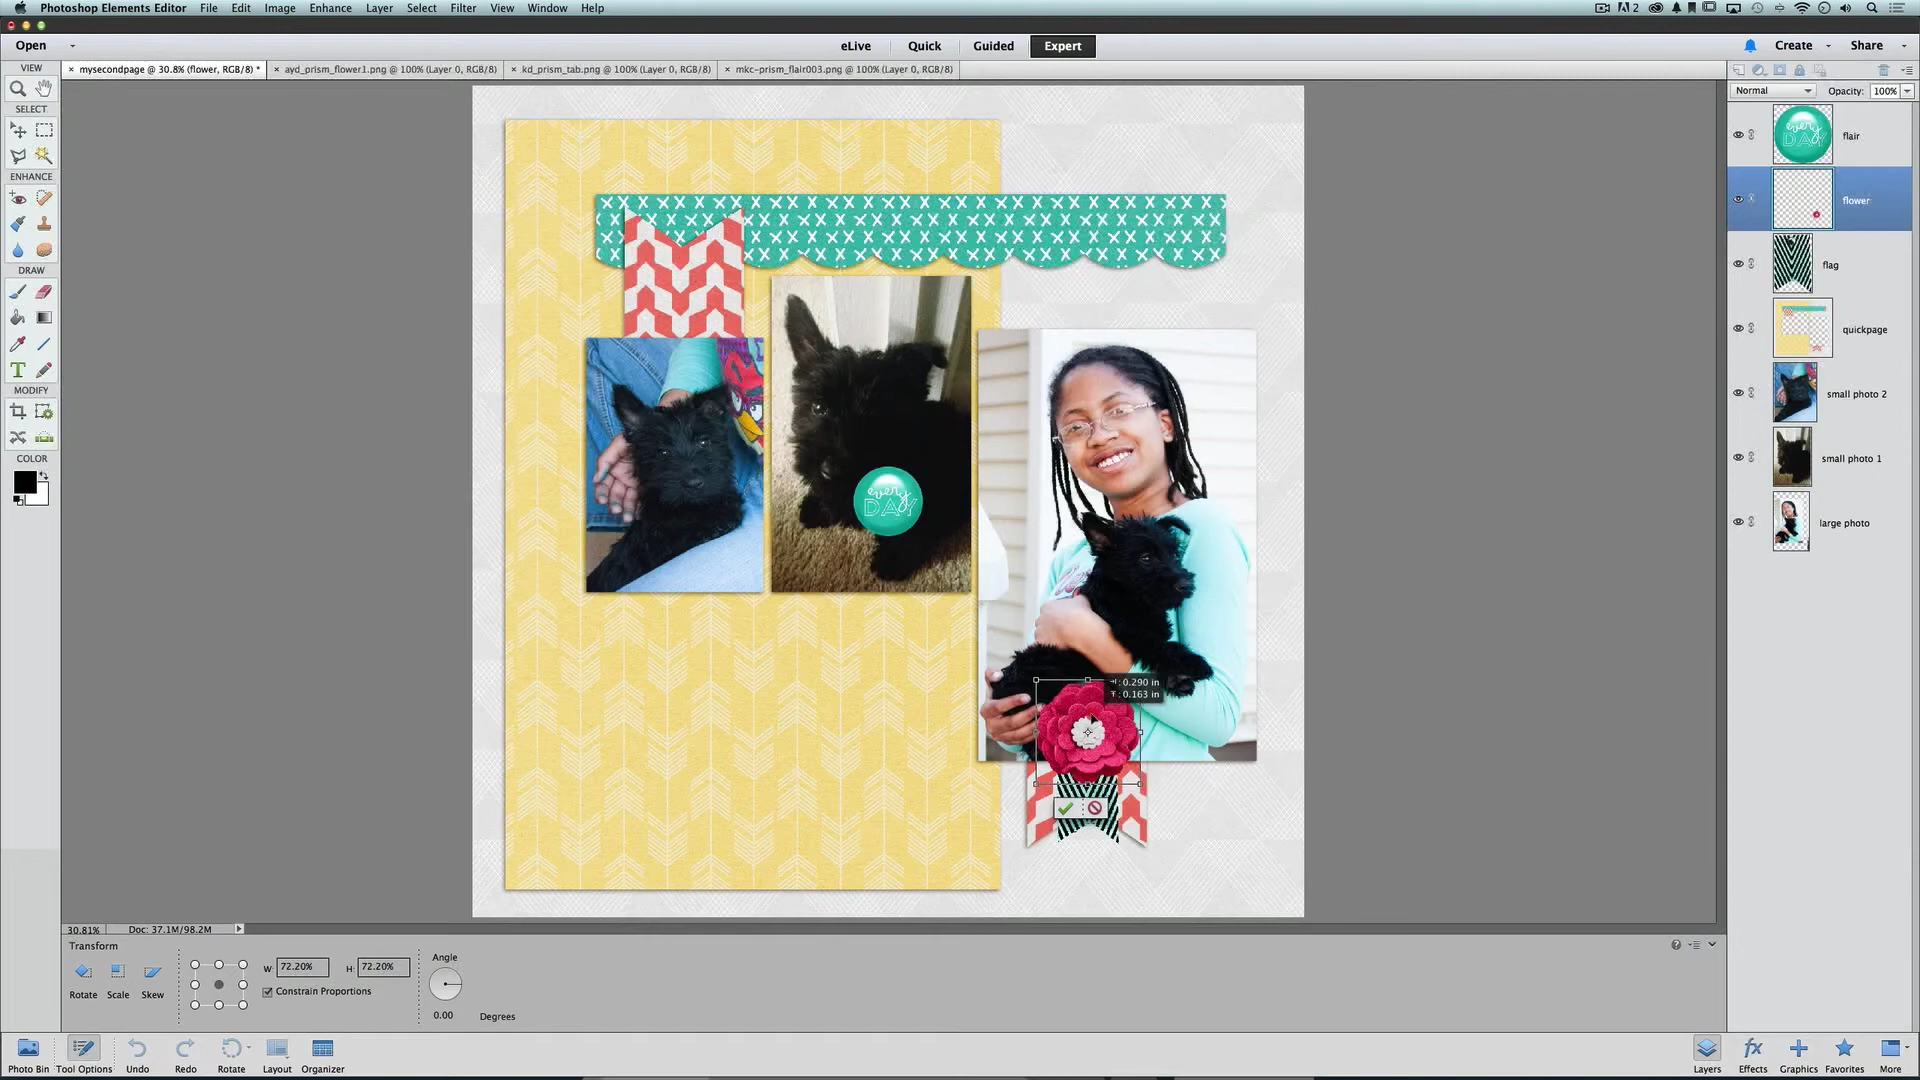 Photoshop Elements Editor File Edit Image Enhance Layer Select Filter View Window Help
2
Open eLive Quick Guided Expert Create Share
VIEW × mysecondpage @ 30.8% (flower, RGB/8) * × ayd_prism_flower1.png @ 100% (Layer 0, RGB/8) × kd_prism_tab.png @ 100% (Layer 0, RGB/8) × mkc-prism_flair003.png @ 100% (Layer 0, RGB/8)
Normal Opacity: 100%
SELECT
ENHANCE
DRAW
MODIFY
COLOR
every
DAY
flair
flower
flag
quickpage
small photo 2
small photo 1
large photo
every
DAY
: 0.290 in
: 0.163 in
30.81% Doc: 37.1M/98.2M
Transform
Rotate Scale Skew
W: 72.20% H: 72.20%
Constrain Proportions
Angle
0.00 Degrees
Photo Bin Tool Options Undo Redo Rotate Layout Organizer Layers Effects Graphics Favorites More